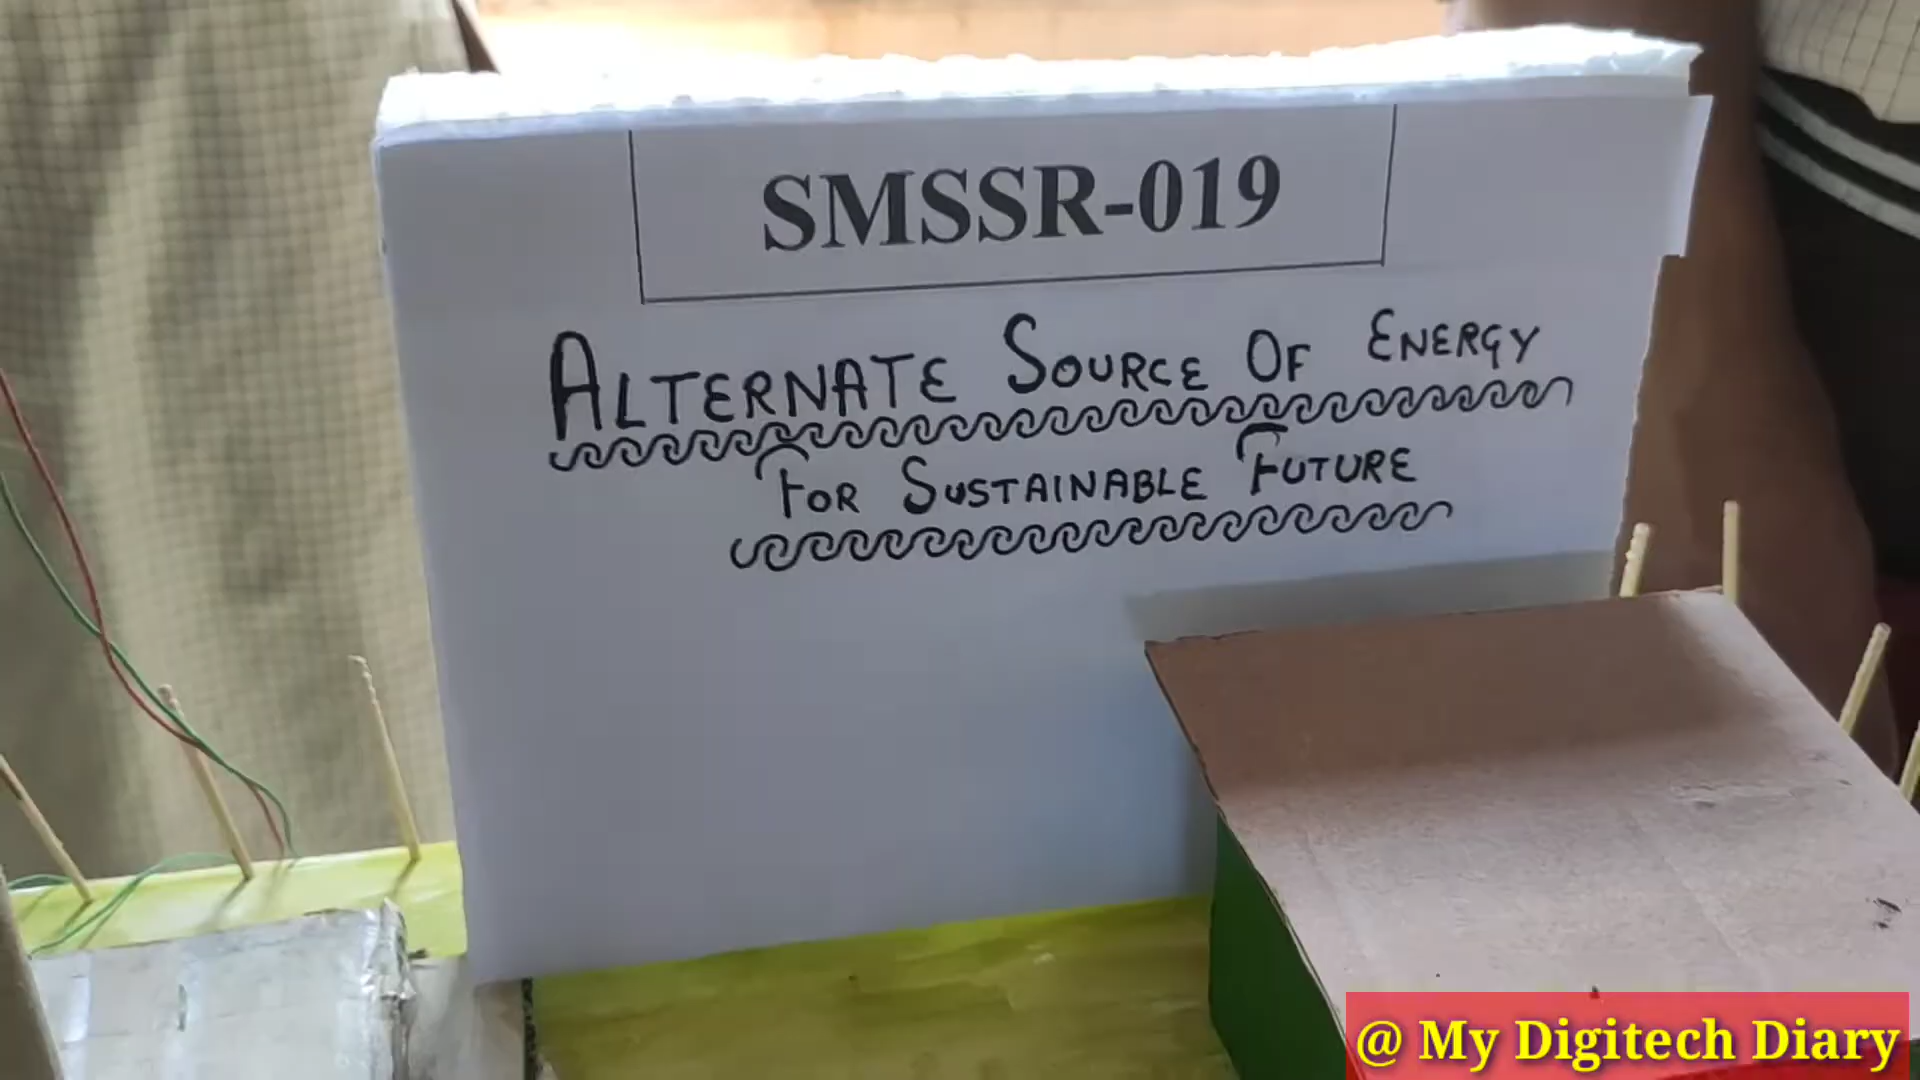 SMSSR-019
ALTERNATE SOURCE OF ENERGY
FOR SUSTAINABLE FUTURE
@ My Digitech Diary